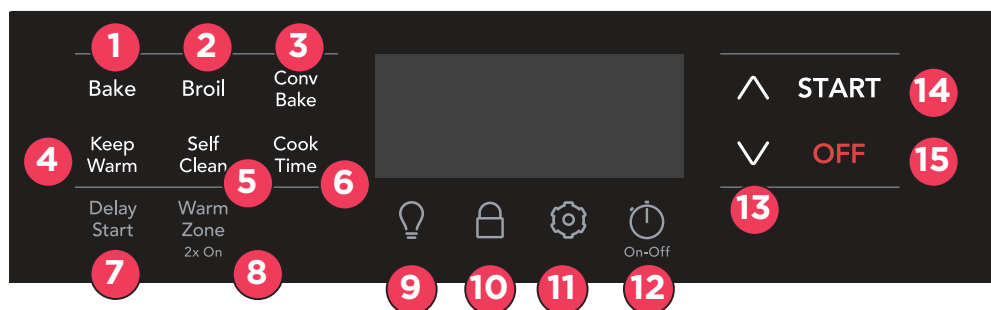 1 2 3
Bake Broil Conv
Bake
START 14
4 Keep
Warm
Self
Clean
Cook
Time
5 6
OFF 15
13
Delay
Start
Warm
Zone
2x On
On-Off
7 8 9 10 11 12